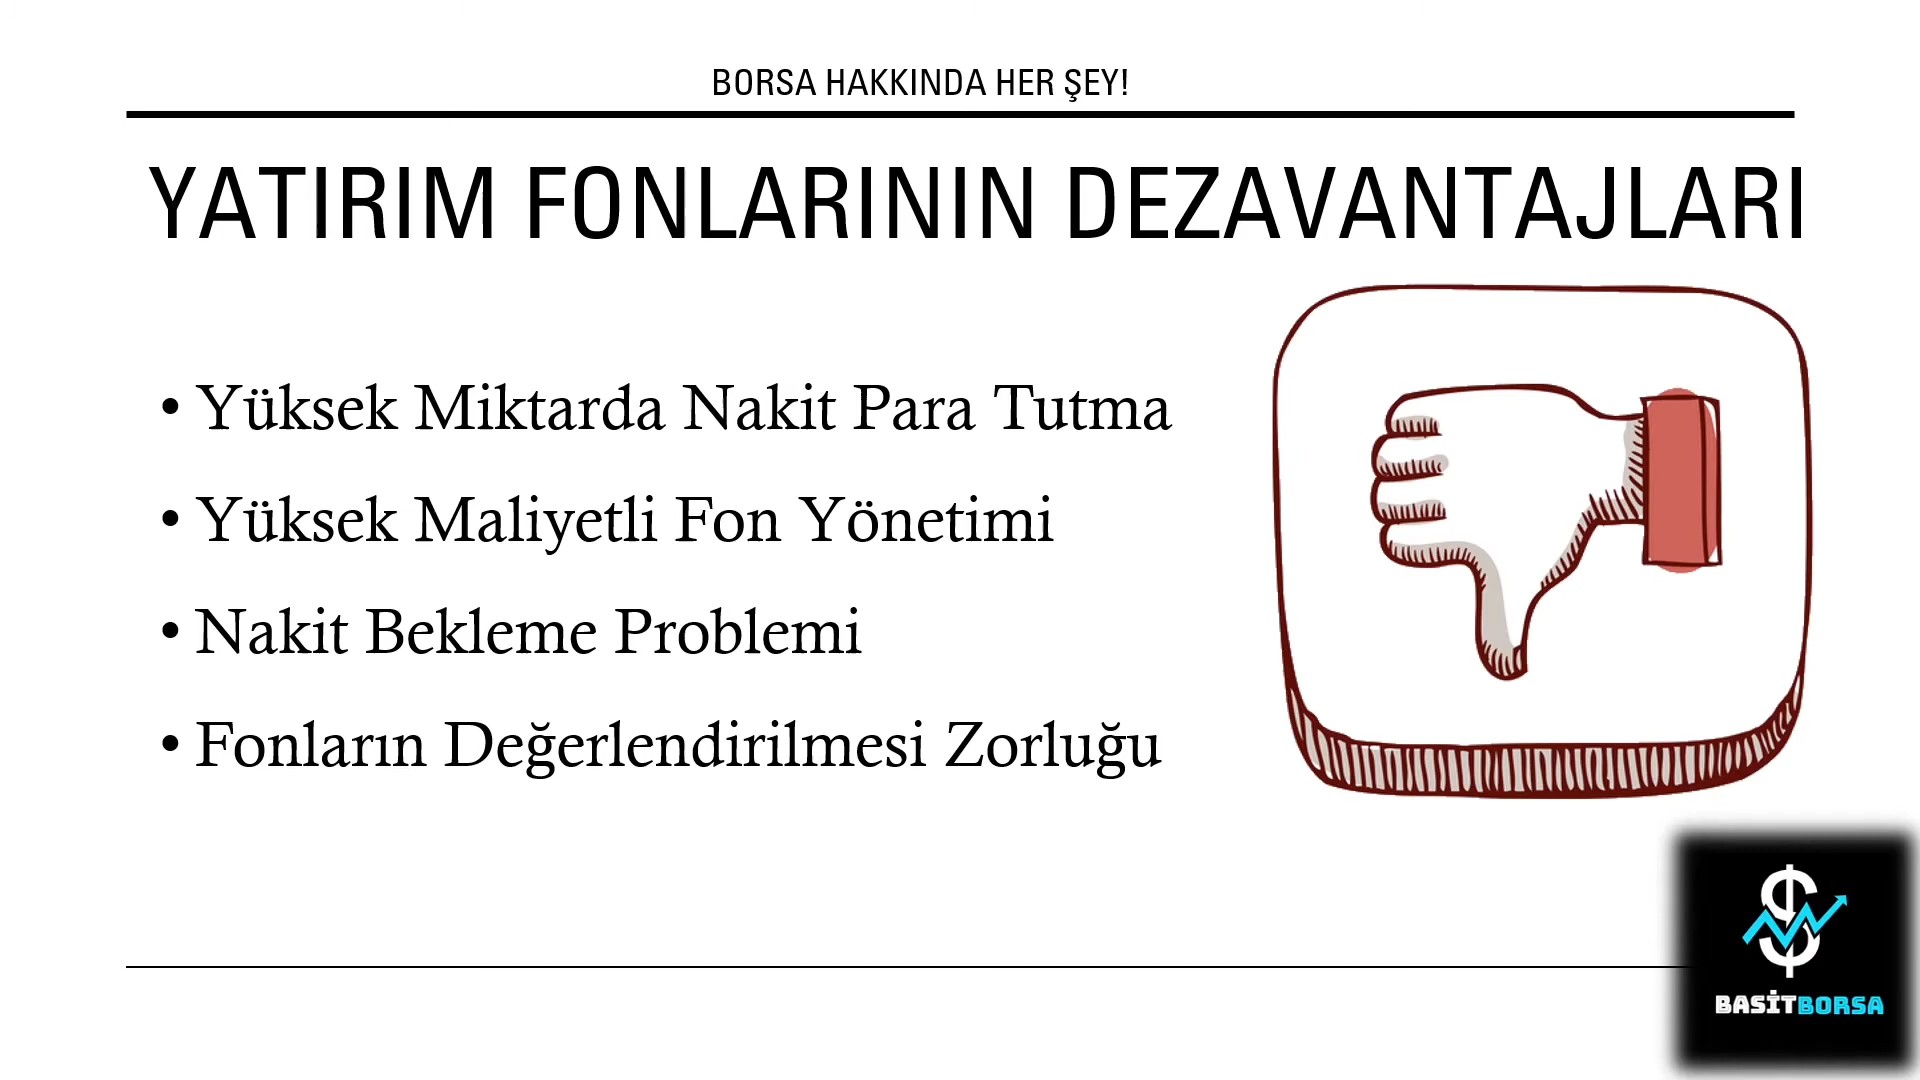 BORSA HAKKINDA HER ŞEY!
YATIRIM FONLARININ DEZAVANTAJLARI
• Yüksek Miktarda Nakit Para Tutma
• Yüksek Maliyetli Fon Yönetimi
• Nakit Bekleme Problemi
• Fonların Değerlendirilmesi Zorluğu
BASİTBORSA